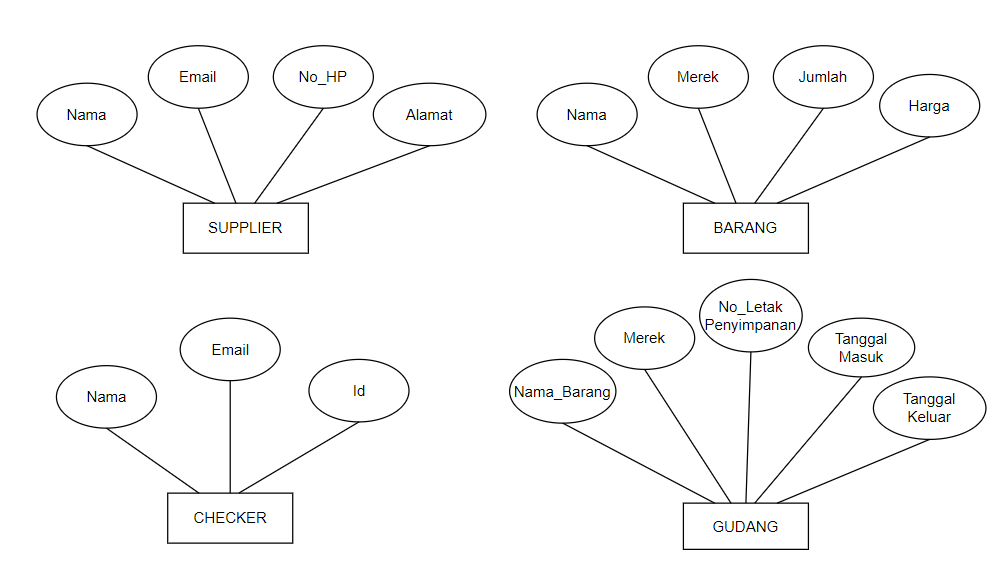 Nama
Email
No_HP
Alamat
SUPPLIER
Nama
Merek
Jumlah
Harga
BARANG
Nama
Email
Id
CHECKER
Nama_Barang
Merek
No_Letak
Penyimpanan
Tanggal
Masuk
Tanggal
Keluar
GUDANG